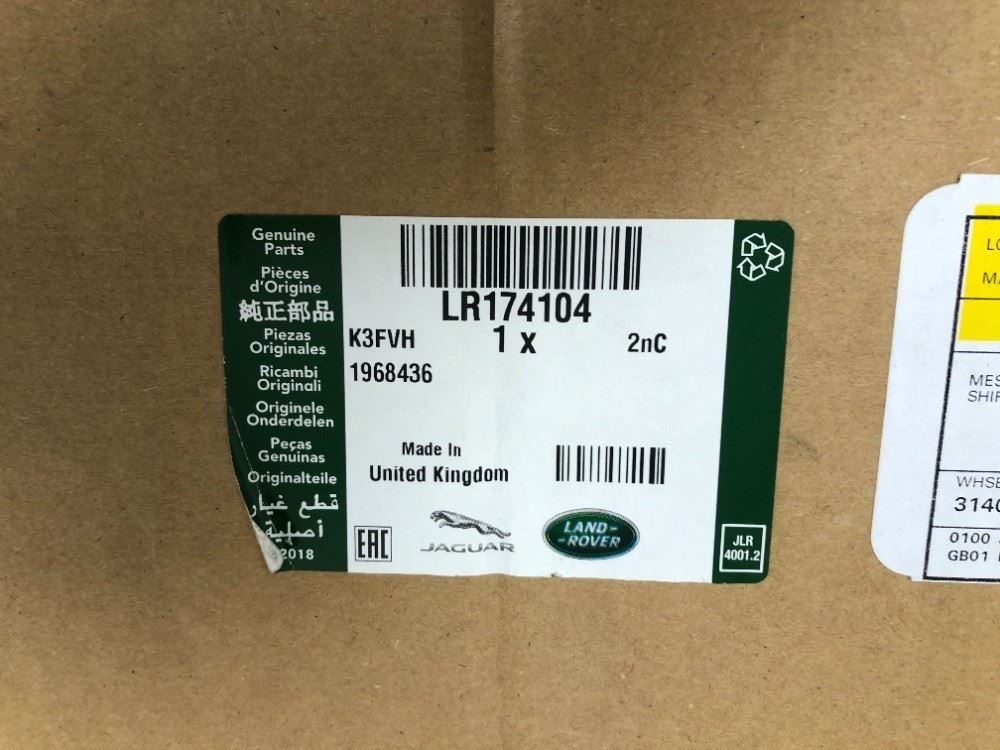 Genuine
Parts
Pièces
d'Origine
純正部品
Piezas
Originales
Ricambi
Originali
Originele
Onderdelen
Peças
Genuinas
Originalteile
قطع غيار
أصلية
2018
LR174104
K3FVH 1 x 2nC
1968436
Made In
United Kingdom
EAC
JAGUAR
LAND-
-ROVER
JLR
4001.2
MES
SHIP
WHSE
3140
0100
GB01